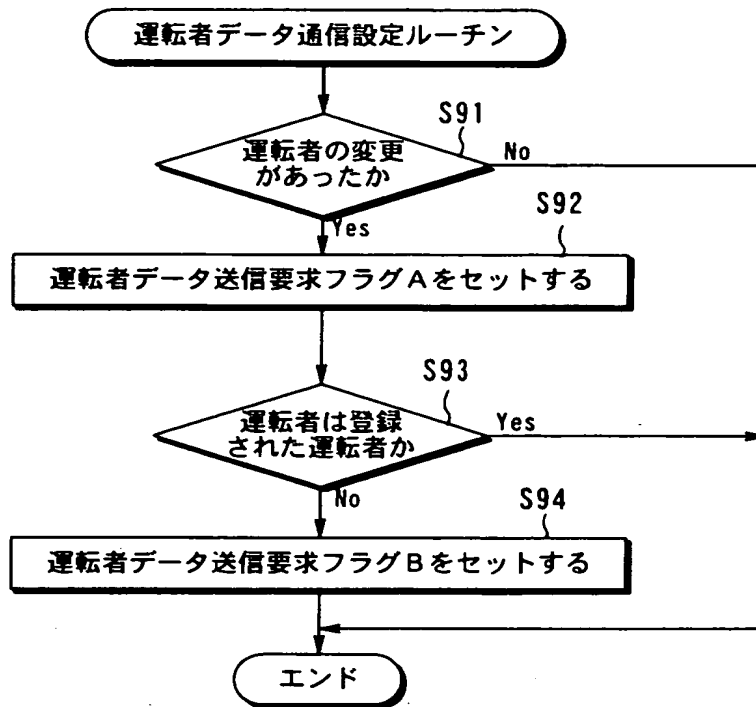 運転者データ通信設定ルーチン
S91
運転者の変更
があったか
No
Yes
S92
運転者データ送信要求フラグAをセットする
S93
運転者は登録
された運転者か
Yes
No
S94
運転者データ送信要求フラグBをセットする
エンド